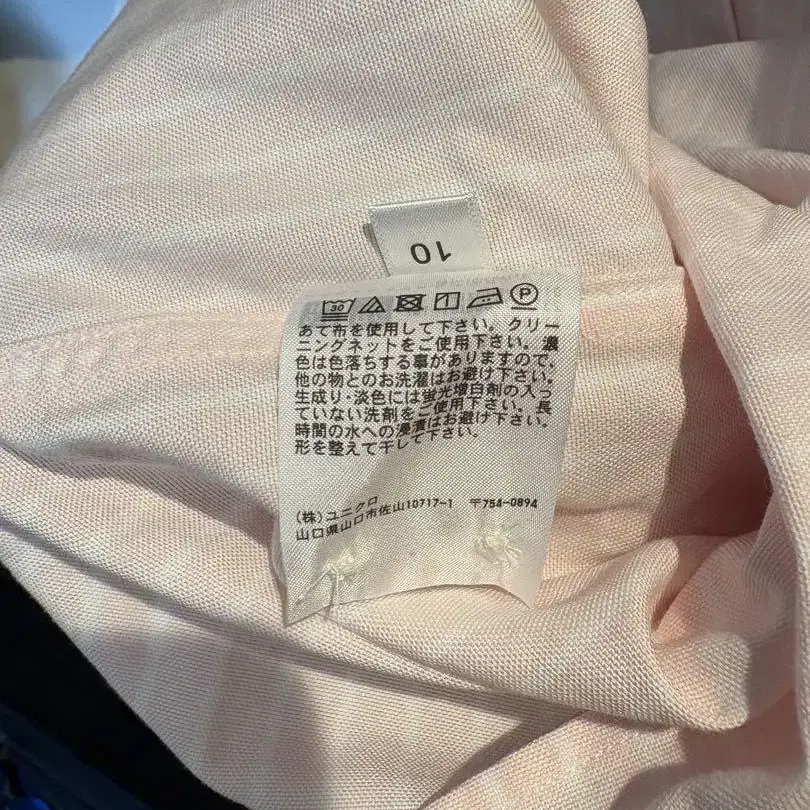 10
30 1 P
あて布を使用して下さい。クリー
ニングネットをご使用下さい。濃
色は色落ちする事がありますので、
他の物とのお洗濯はお避け下さい。
生成り・淡色には蛍光増白剤の入っ
ていない洗剤をご使用下さい。長
時間の水への浸漬はお避け下さい。
形を整えて干して下さい。
(株)ユニクロ
山口県山口市佐山10717-1 〒754-0894